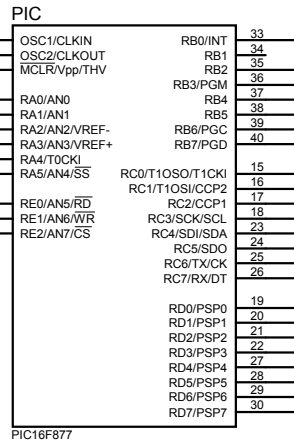 PIC
OSC1/CLKIN RB0/INT 33
OSC2/CLKOUT RB1 34
MCLR/Vpp/THV RB2 35
RB3/PGM 36
RA0/AN0 RB4 37
RA1/AN1 RB5 38
RA2/AN2/VREF- RB6/PGC 39
RA3/AN3/VREF+ RB7/PGD 40
RA4/T0CKI
RA5/AN4/SS RC0/T1OSO/T1CKI 15
RC1/T1OSI/CCP2 16
RE0/AN5/RD RC2/CCP1 17
RE1/AN6/WR RC3/SCK/SCL 18
RE2/AN7/CS RC4/SDI/SDA 23
RC5/SDO 24
RC6/TX/CK 25
RC7/RX/DT 26
RD0/PSP0 19
RD1/PSP1 20
RD2/PSP2 21
RD3/PSP3 22
RD4/PSP4 27
RD5/PSP5 28
RD6/PSP6 29
RD7/PSP7 30
PIC16F877